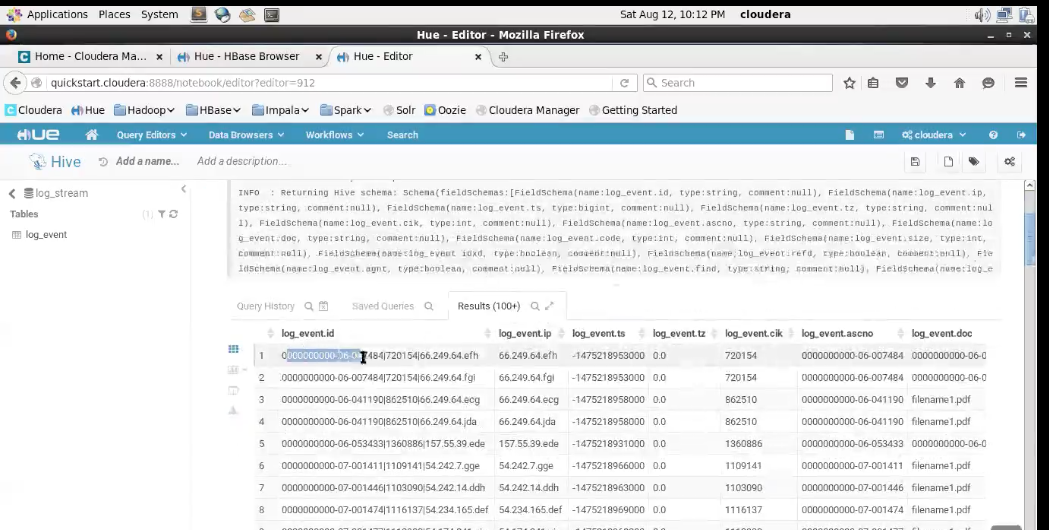 Applications Places System Sat Aug 12, 10:12 PM cloudera
Hue - Editor - Mozilla Firefox
Home - Cloudera Ma... Hue - HBase Browser Hue - Editor
quickstart.cloudera:8888/notebook/editor?editor=912 Search
Cloudera Hue Hadoop HBase Impala Spark Solr Oozie Cloudera Manager Getting Started
HUE Query Editors Data Browsers Workflows Search cloudera
Hive Add a name... Add a description...
log_stream
Tables (1)
log_event
INFO : Returning Hive schema: Schema(fieldSchemas:[FieldSchema(name:log_event.id, type:string, comment:null), FieldSchema(name:log_event.ip,
type:string, comment:null), FieldSchema(name:log_event.ts, type:bigint, comment:null), FieldSchema(name:log_event.tz, type:string, comment:nul
l), FieldSchema(name:log_event.cik, type:int, comment:null), FieldSchema(name:log_event.ascno, type:string, comment:null), FieldSchema(name:lo
g_event.doc, type:string, comment:null), FieldSchema(name:log_event.code, type:int, comment:null), FieldSchema(name:log_event.size, type:int,
comment:null), FieldSchema(name:log_event idxd, type:boolean, comment:null), FieldSchema(name:log_event.refd, type:boolean, comment:null), Fie
ldSchema(name:log_event.agnt, type:boolean, comment:null), FieldSchema(name:log_event.find, type:string, comment:null), FieldSchema(name:log_e
Query History Saved Queries Results (100+)
log_event.id log_event.ip log_event.ts log_event.tz log_event.cik log_event.ascno log_event.doc
1 0000000000-06-007484|720154|66.249.64.efh 66.249.64.efh -1475218953000 0.0 720154 0000000000-06-007484 0000000000-06-0
2 0000000000-06-007484|720154|66.249.64.fgi 66.249.64.fgi -1475218953000 0.0 720154 0000000000-06-007484 0000000000-06-0
3 0000000000-06-041190|862510|66.249.64.ecg 66.249.64.ecg -1475218953000 0.0 862510 0000000000-06-041190 filename1.pdf
4 0000000000-06-041190|862510|66.249.64.jda 66.249.64.jda -1475218953000 0.0 862510 0000000000-06-041190 filename1.pdf
5 0000000000-06-053433|1360886|157.55.39.ede 157.55.39.ede -1475218931000 0.0 1360886 0000000000-06-053433 0000000000-06-0
6 0000000000-07-001411|1109141|54.242.7.gge 54.242.7.gge -1475218966000 0.0 1109141 0000000000-07-001411 filename1.pdf
7 0000000000-07-001446|1103090|54.242.14.ddh 54.242.14.ddh -1475218963000 0.0 1103090 0000000000-07-001446 filename1.pdf
8 0000000000-07-001474|1116137|54.234.165.def 54.234.165.def -1475218969000 0.0 1116137 0000000000-07-001474 filename1.pdf